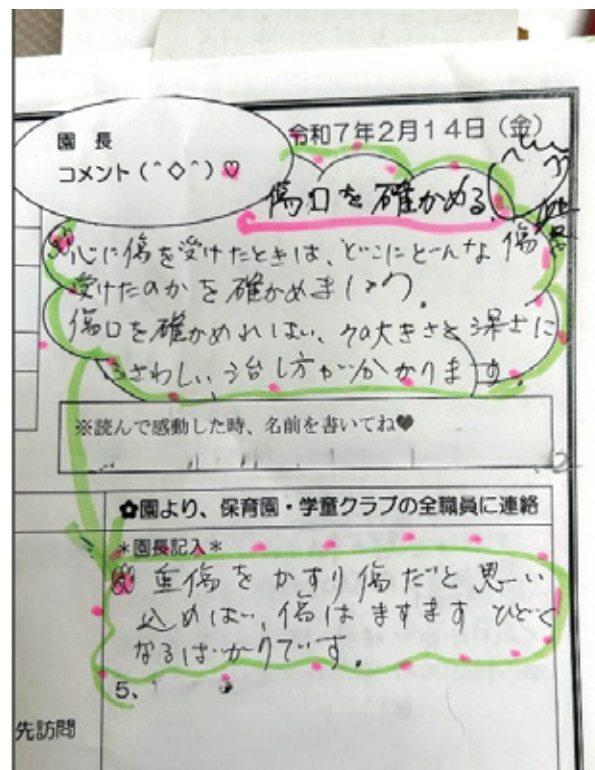 令和7年2月14日(金)
園 長
コメント(^◇^)♡
傷口を確かめる
心に傷を受けたときは、どこにどんな傷を
受けたのかを確かめましょう。
傷口を確かめれば、その大きさと深さに
ふさわしい治し方が分かります。
※読んで感動した時、名前を書いてね♥
✿園より、保育園・学童クラブの全職員に連絡
*園長記入*
重傷をかすり傷だと思い
込めば、傷はますますひどく
なるばかりです。
5、
先訪問